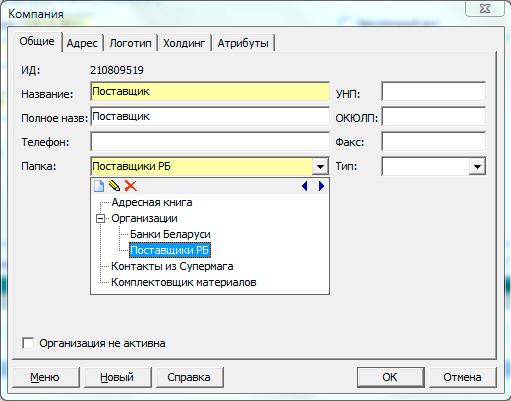 Компания
Общие Адрес Логотип Холдинг Атрибуты
ИД: 210809519
Название: Поставщик УНП:
Полное назв: Поставщик ОКЮЛП:
Телефон: Факс:
Папка: Поставщики РБ Тип:
Адресная книга
Организации
Банки Беларуси
Поставщики РБ
Контакты из Супермага
Комплектовщик материалов
Организация не активна
Меню Новый Справка OK Отмена